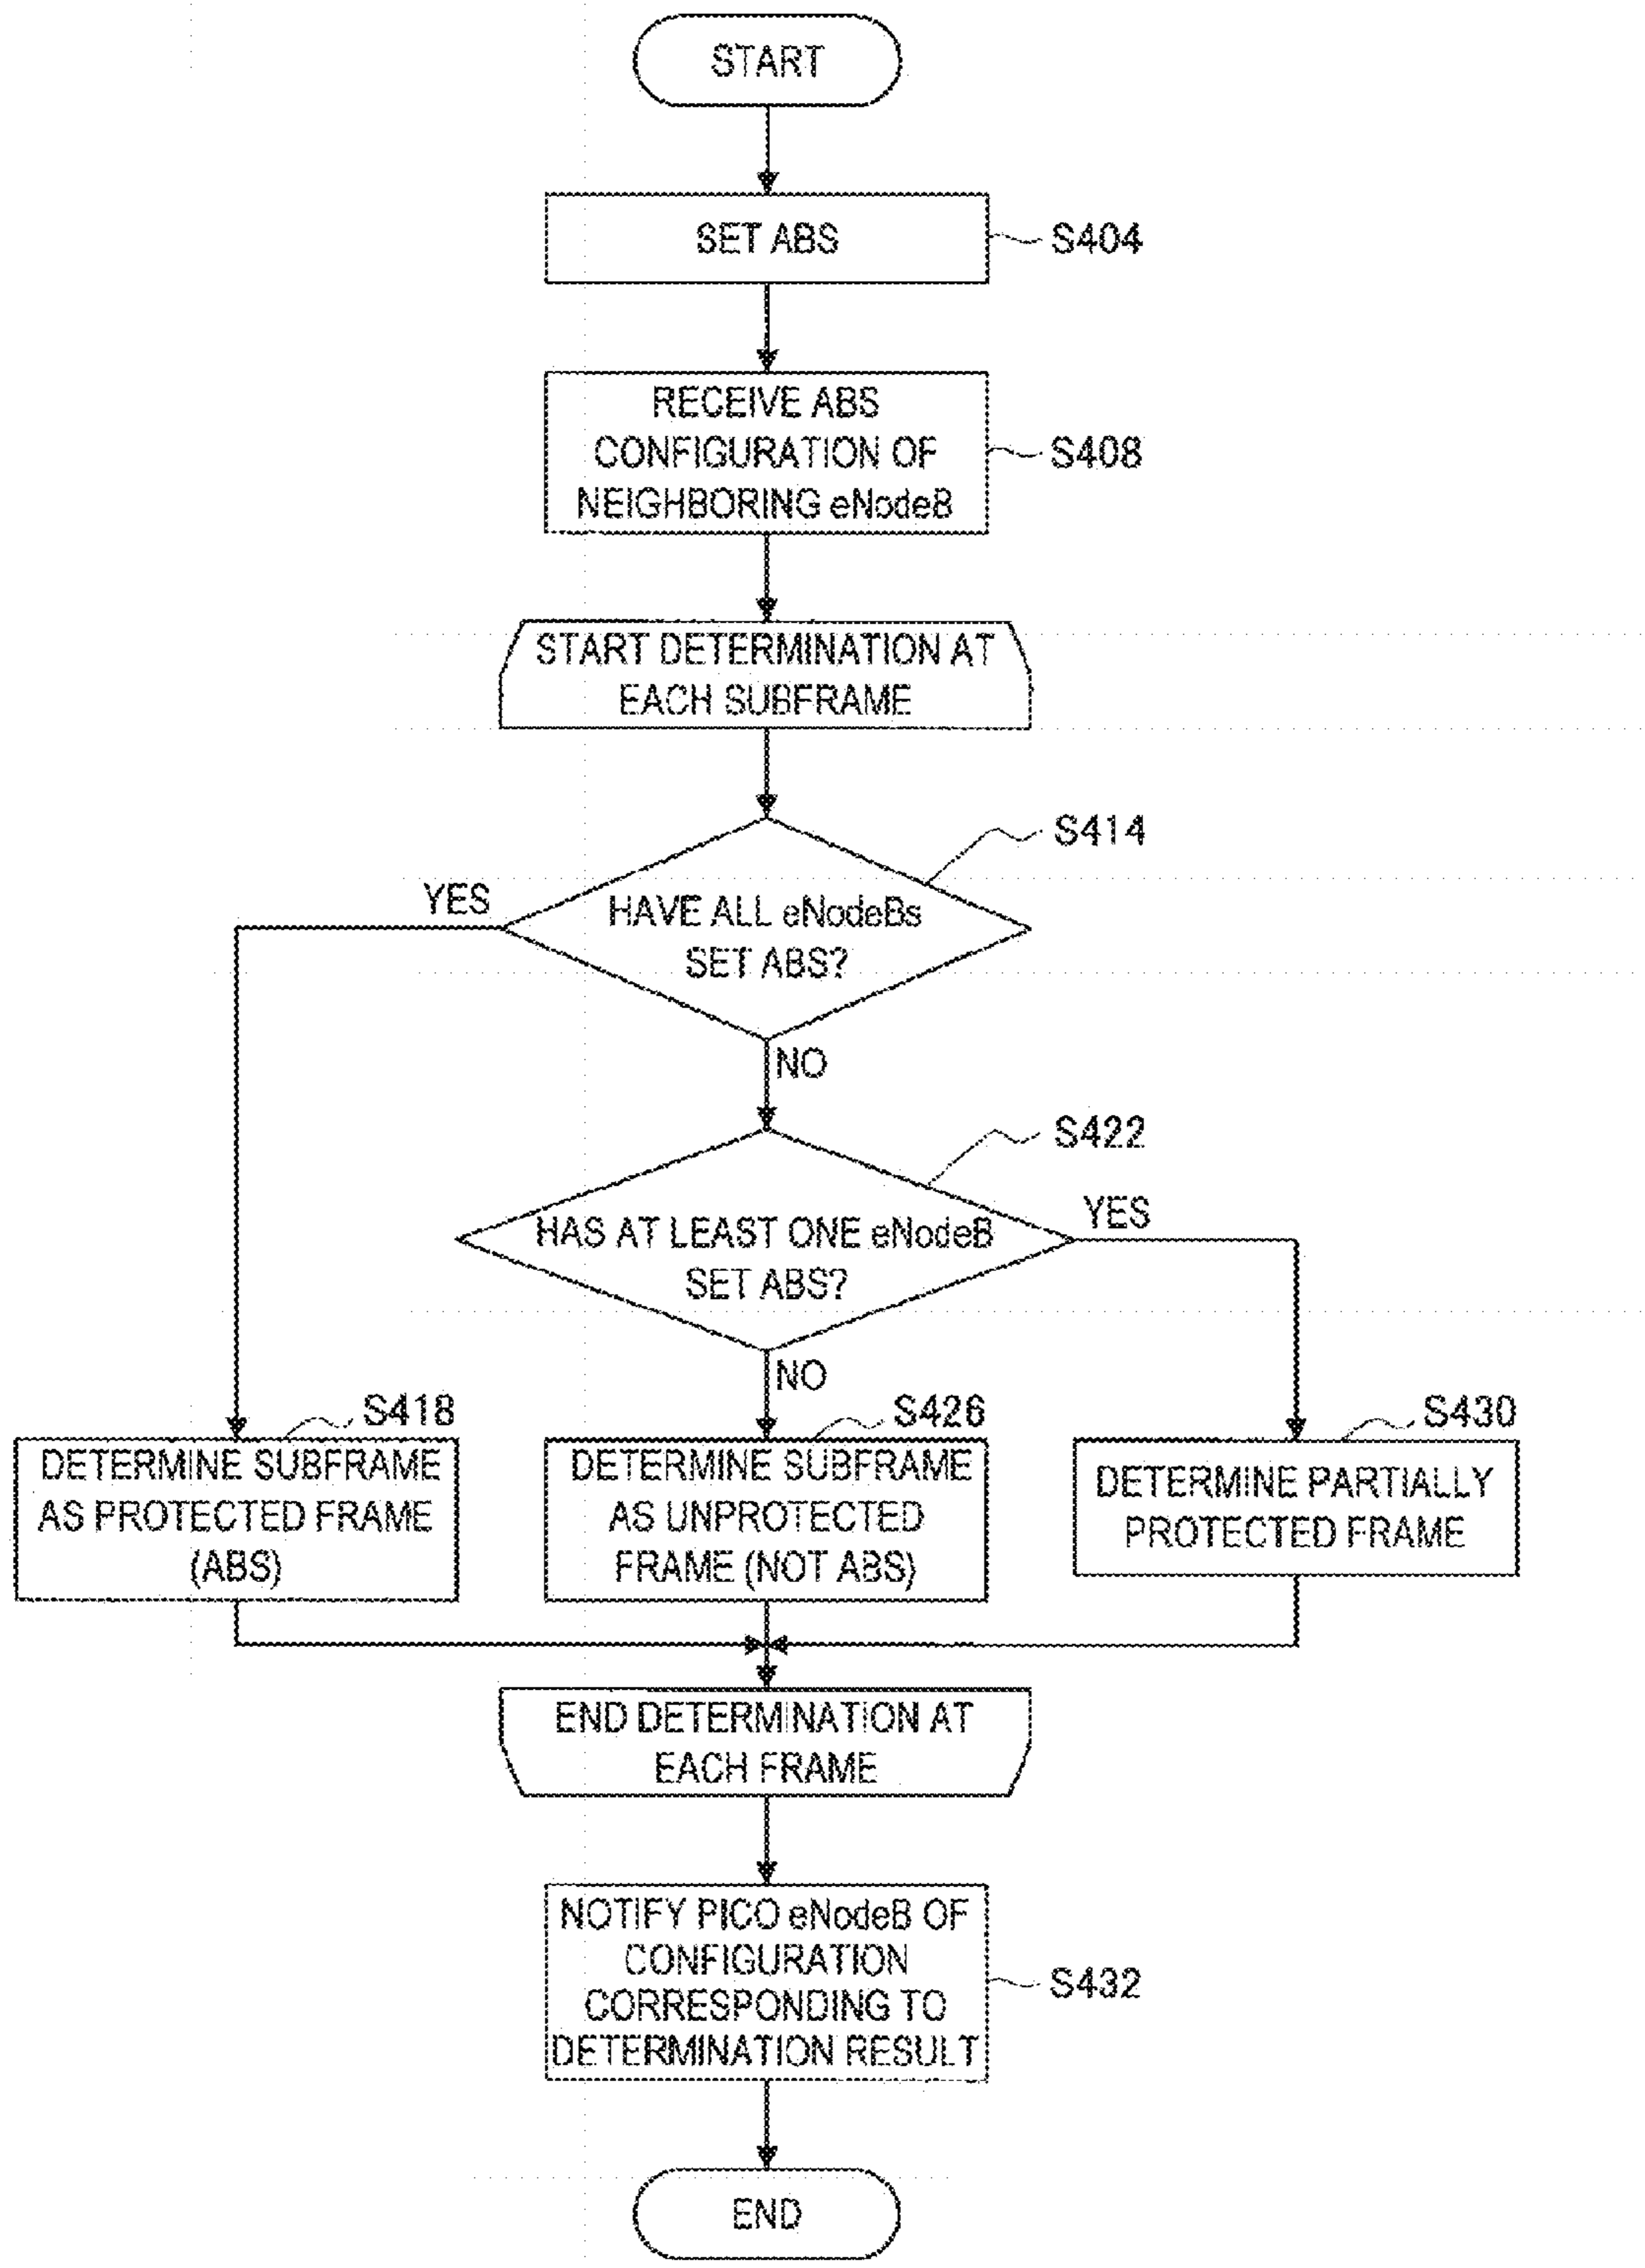 START
SET ABS
S404
RECEIVE ABS
CONFIGURATION OF
NEIGHBORING eNodeB
S408
START DETERMINATION AT
EACH SUBFRAME
S414
YES
HAVE ALL eNodeBs
SET ABS?
NO
S422
YES
HAS AT LEAST ONE eNodeB
SET ABS?
NO
S418
DETERMINE SUBFRAME
AS PROTECTED FRAME
(ABS)
S426
DETERMINE SUBFRAME
AS UNPROTECTED
FRAME (NOT ABS)
S430
DETERMINE PARTIALLY
PROTECTED FRAME
END DETERMINATION AT
EACH FRAME
NOTIFY PICO eNodeB OF
CONFIGURATION
CORRESPONDING TO
DETERMINATION RESULT
S432
END